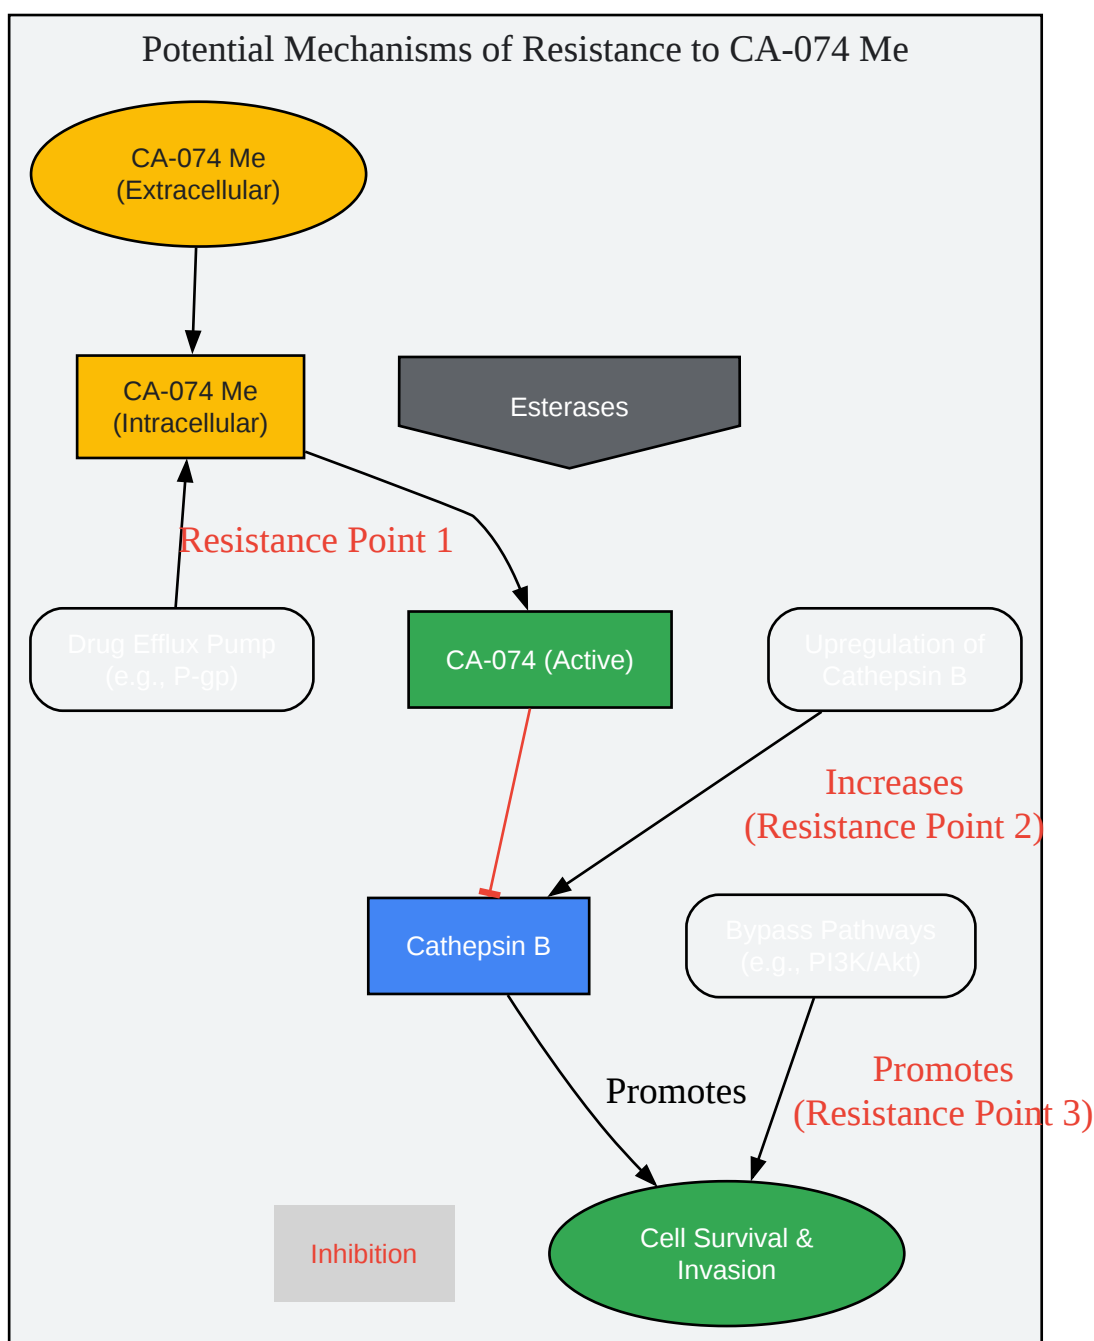 Potential Mechanisms of Resistance to CA-074 Me
CA-074 Me
(Extracellular)
CA-074 Me
(Intracellular)
Esterases
Resistance Point 1
Drug Efflux Pump
(e.g., P-gp)
CA-074 (Active)
Upregulation of
Cathepsin B
Increases
(Resistance Point 2)
Cathepsin B
Bypass Pathways
(e.g., PI3K/Akt)
Promotes
Promotes
(Resistance Point 3)
Inhibition
Cell Survival &
Invasion